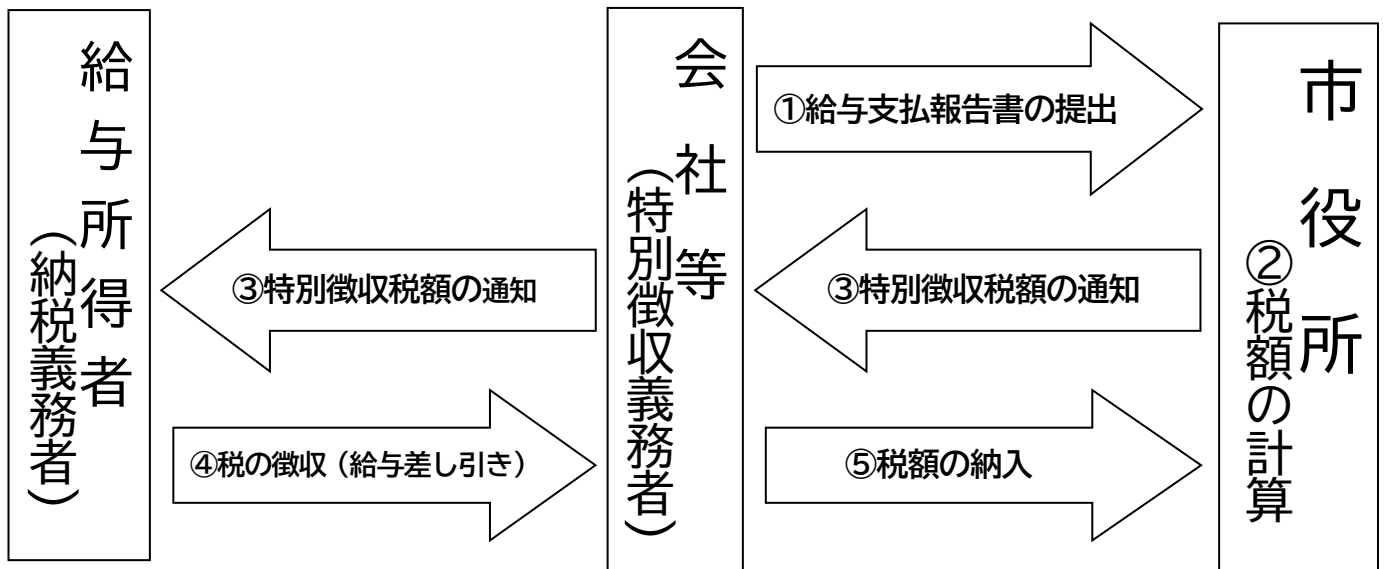 給与所得者
（納税義務者）
会社等
（特別徴収義務者）
市役所
②税額の計算
①給与支払報告書の提出
③特別徴収税額の通知
③特別徴収税額の通知
④税の徴収（給与差し引き）
⑤税額の納入